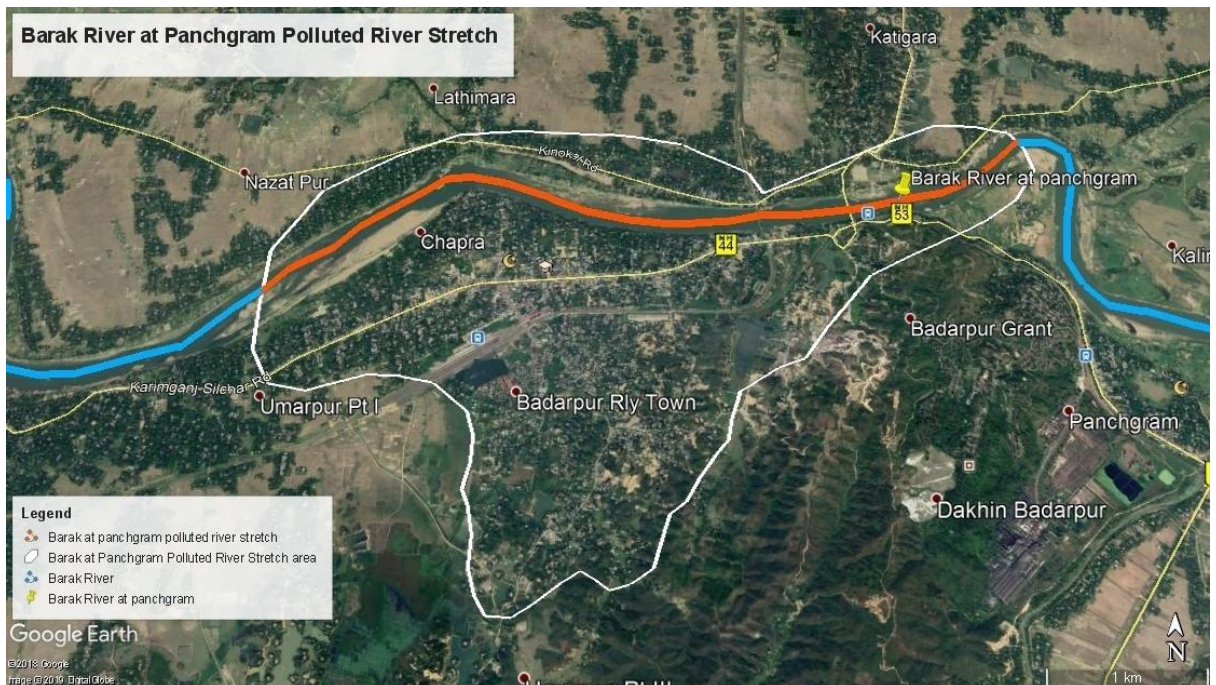 Barak River at Panchgram Polluted River Stretch
Katigara
Lathimara
Kinokat Rd
Nazat Pur
Barak River at panchgram
53
Chapra
44
Kalin
Badarpur Grant
Karimganj Silchar Rd
Umarpur Pt I
Badarpur Rly Town
Panchgram
Dakhin Badarpur
Legend
Barak at panchgram polluted river stretch
Barak at Panchgram Polluted River Stretch area
Barak River
Barak River at panchgram
Google Earth
©2018 Google
Image ©2019 DigitalGlobe
N
1 km